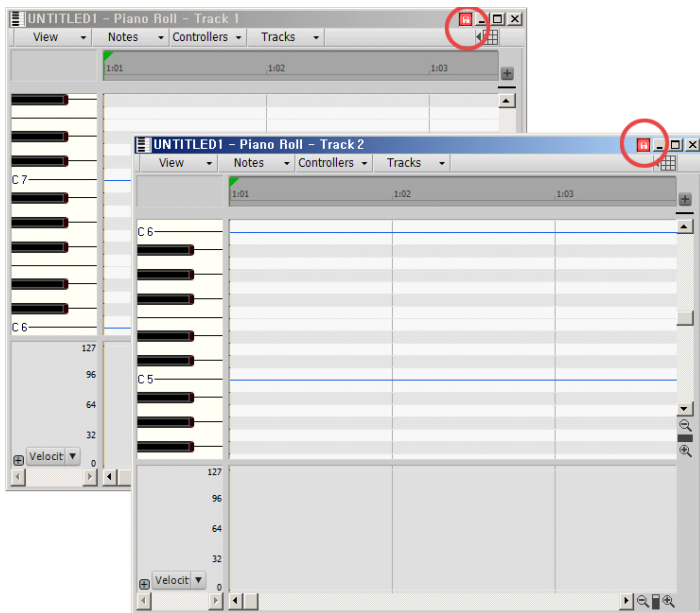 UNTITLED1 - Piano Roll - Track 1
View Notes Controllers Tracks
1:01 1:02 1:03
C 7
C 6
127
96
64
32
Velocit 0
UNTITLED1 - Piano Roll - Track 2
View Notes Controllers Tracks
1:01 1:02 1:03
C 6
C 5
127
96
64
32
Velocit 0